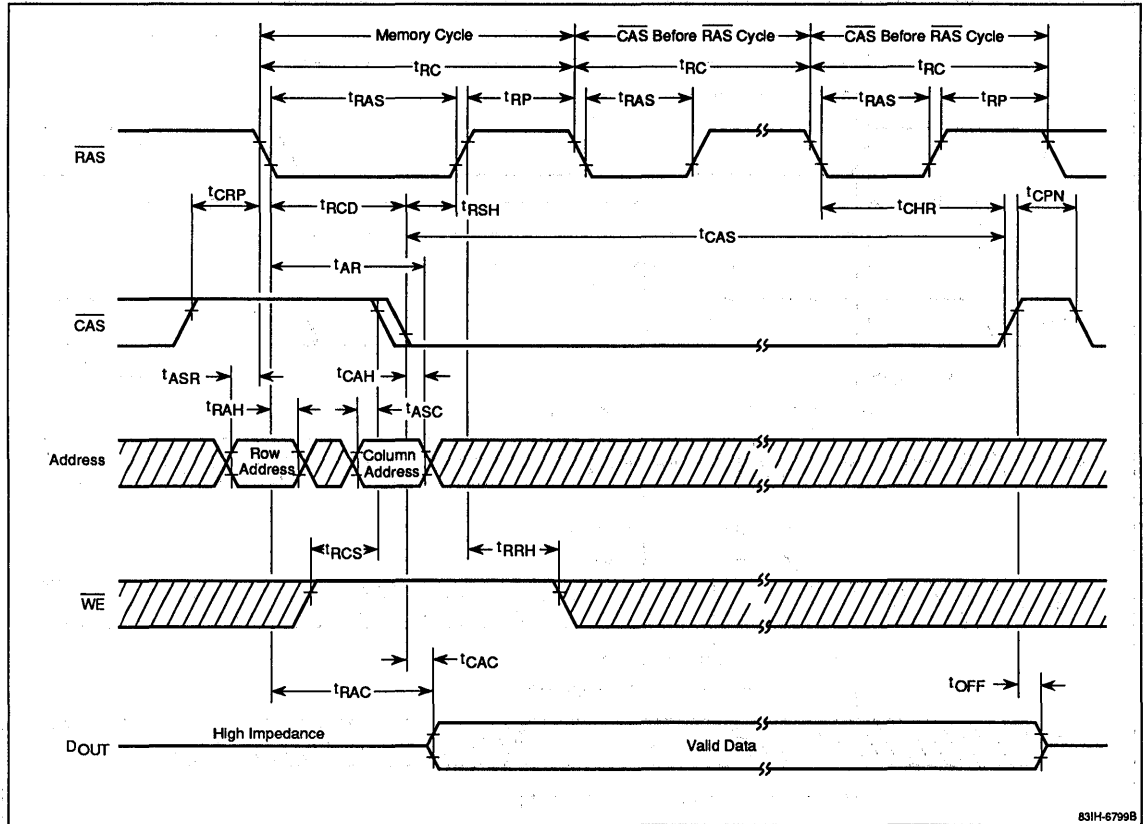 Memory Cycle
CAS Before RAS Cycle
CAS Before RAS Cycle
tRC
tRC
tRC
tRAS
tRP
tRAS
tRAS
tRP
RAS
tCRP
tRCD
tRSH
tCHR
tCPN
tCAS
tAR
CAS
tASR
tCAH
tRAH
tASC
Address
Row Address
Column Address
tRCS
tRRH
WE
tCAC
tRAC
tOFF
High Impedance
DOUT
Valid Data
83IH-6799B